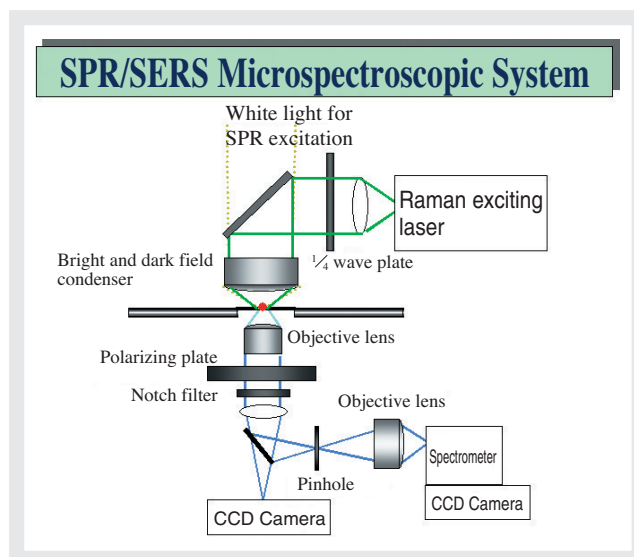 SPR/SERS Microspectroscopic System
White light for
SPR excitation
Raman exciting
laser
Bright and dark field
condenser
1/4 wave plate
Objective lens
Polarizing plate
Notch filter
Objective lens
Spectrometer
Pinhole
CCD Camera
CCD Camera